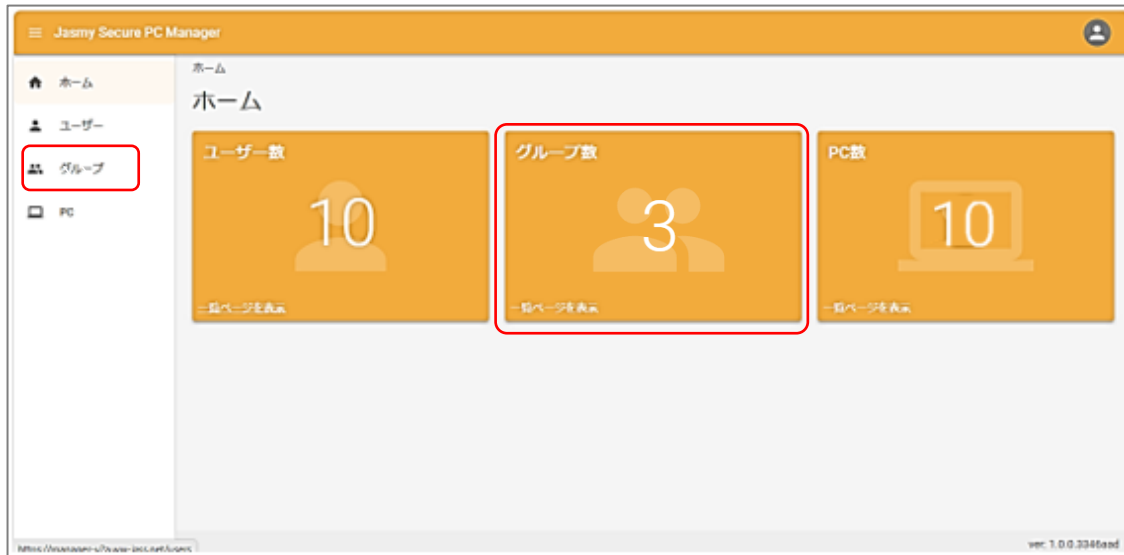 Jasmy Secure PC Manager
ホーム
ユーザー
グループ
PC
ホーム
ホーム
ユーザー数
10
一覧ページを表示
グループ数
3
一覧ページを表示
PC数
10
一覧ページを表示
ver. 1.0.0.3346aad